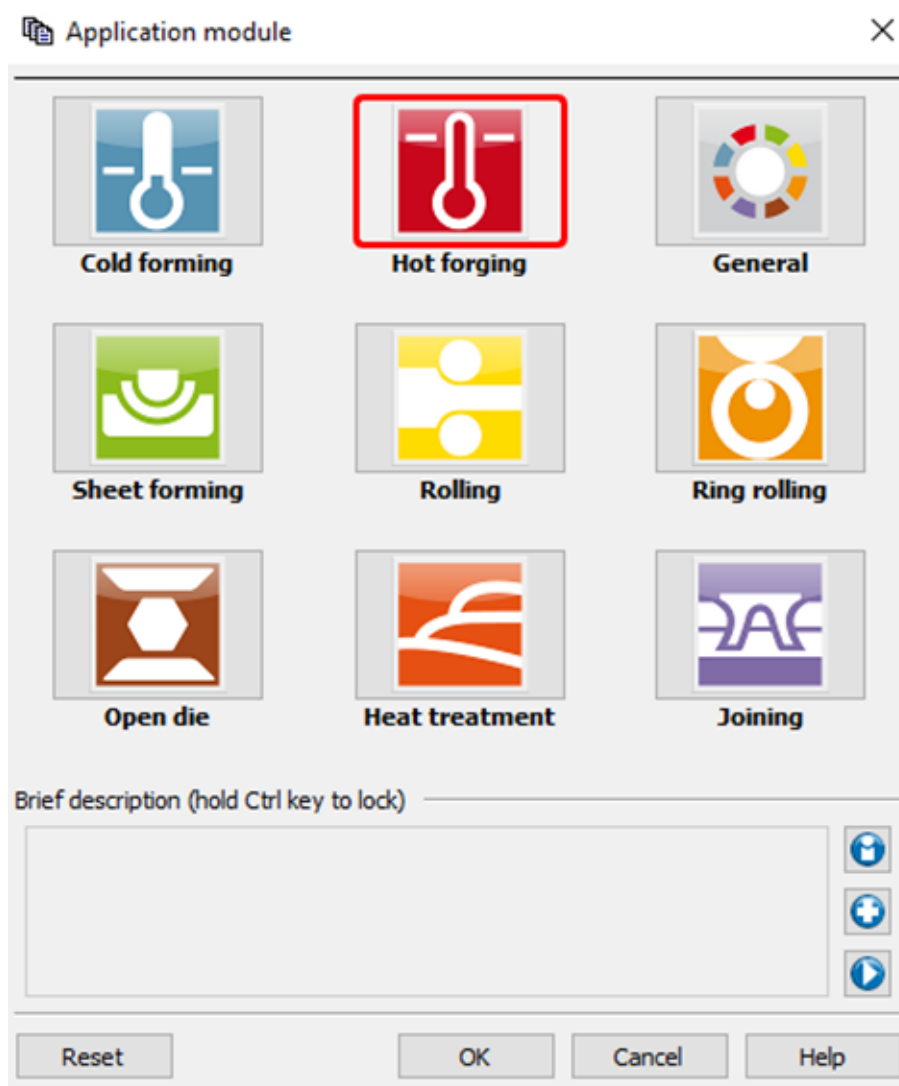 Application module
Cold forming
Hot forging
General
Sheet forming
Rolling
Ring rolling
Open die
Heat treatment
Joining
Brief description (hold Ctrl key to lock)
Reset
OK
Cancel
Help